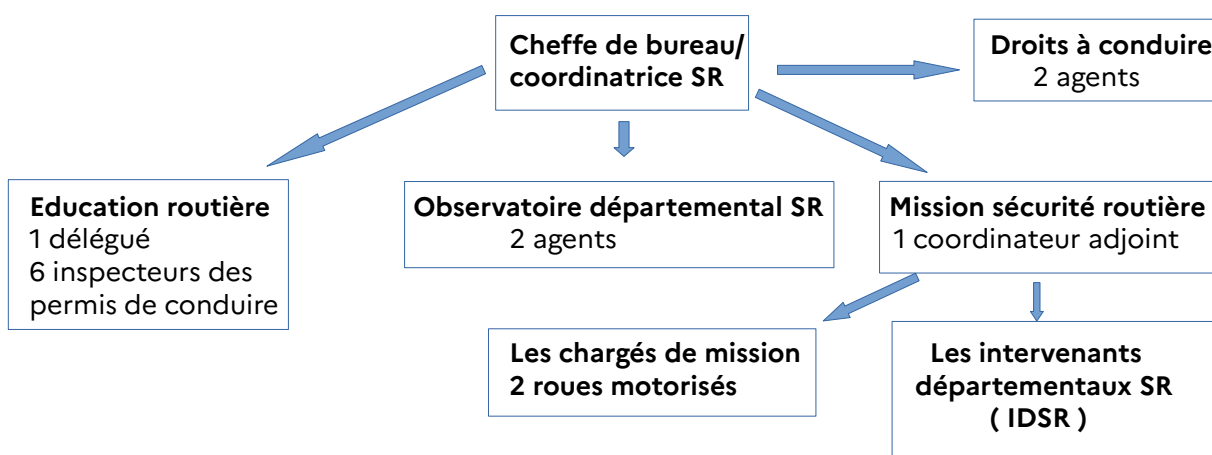 Cheffe de bureau/
coordinatrice SR
Droits à conduire
2 agents
Education routière
1 délégué
6 inspecteurs des
permis de conduire
Observatoire départemental SR
2 agents
Mission sécurité routière
1 coordinateur adjoint
Les chargés de mission
2 roues motorisés
Les intervenants
départementaux SR
( IDSR )